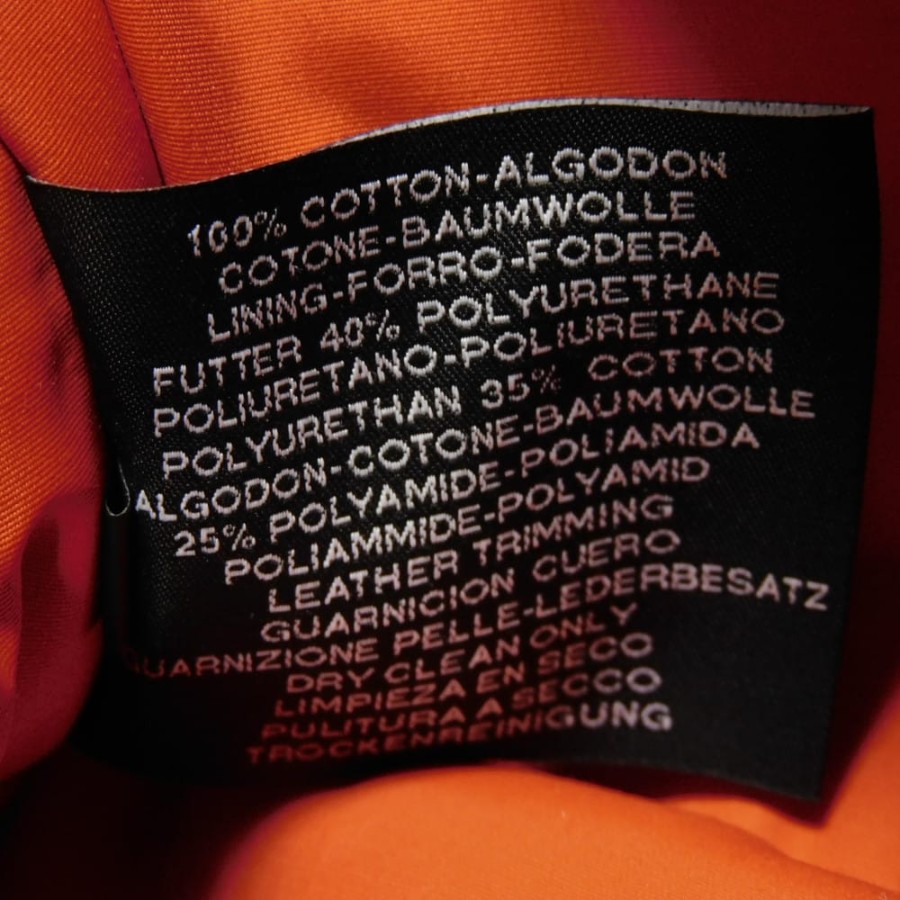 100% COTTON-ALGODON
COTONE-BAUMWOLLE
LINING-FORRO-FODERA
FUTTER 40% POLYURETHANE
POLIURETANO-POLIURETANO
POLYURETHAN 35% COTTON
ALGODON-COTONE-BAUMWOLLE
25% POLYAMIDE-POLIAMIDA
POLIAMMIDE-POLYAMID
LEATHER TRIMMING
GUARNICION CUERO
GUARNIZIONE PELLE-LEDERBESATZ
DRY CLEAN ONLY
LIMPIEZA EN SECO
PULITURA A SECCO
TROCKENREINIGUNG